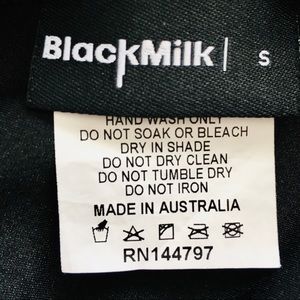 BlackMilk S
HAND WASH ONLY
DO NOT SOAK OR BLEACH
DRY IN SHADE
DO NOT DRY CLEAN
DO NOT TUMBLE DRY
DO NOT IRON
MADE IN AUSTRALIA
RN144797